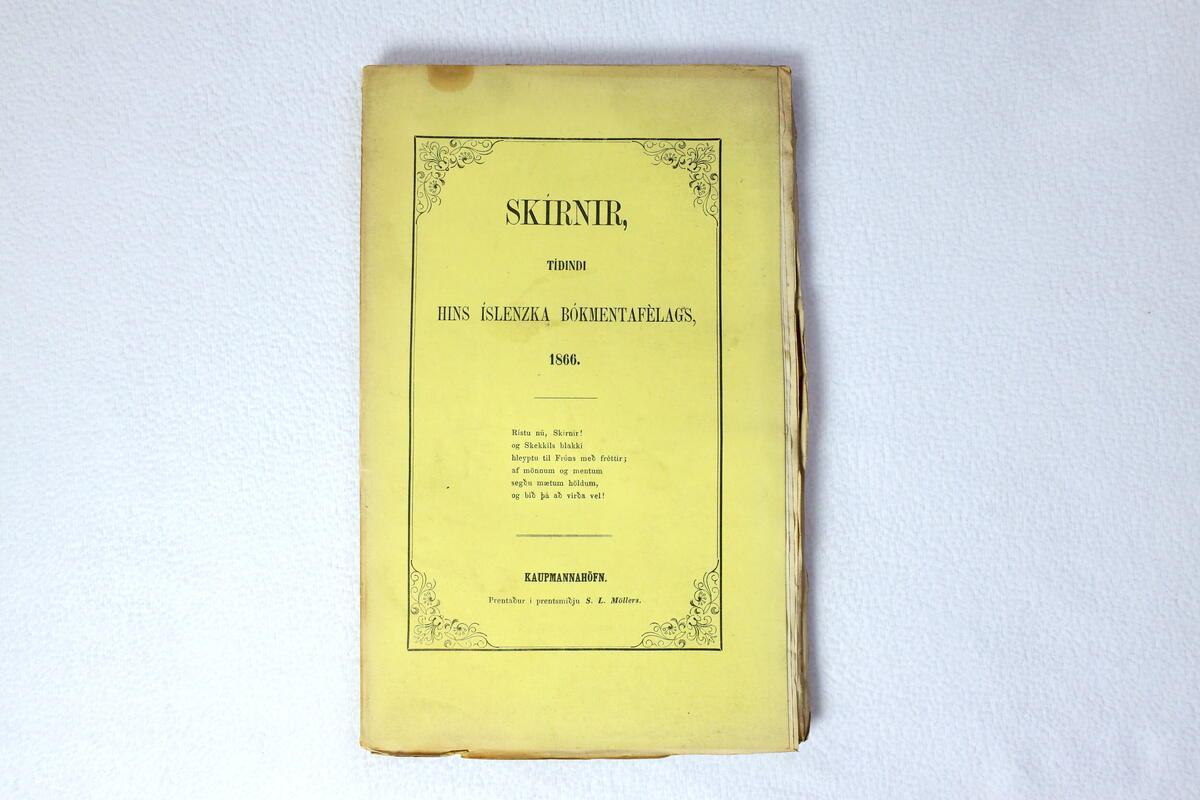 SKÍRNIR,
TÍÐINDI
HINS ÍSLENZKA BÓKMENTAFÈLAGS,
1866.
Rístu nú, Skírnir!
og Skekkils blakki
hleyptu til Fróns með frèttir;
af mönnum og mentum
segðu mætum höldum,
og bið þá að virða vel!
KAUPMANNAHÖFN.
Prentaður í prentsmiðju S. L. Möllers.